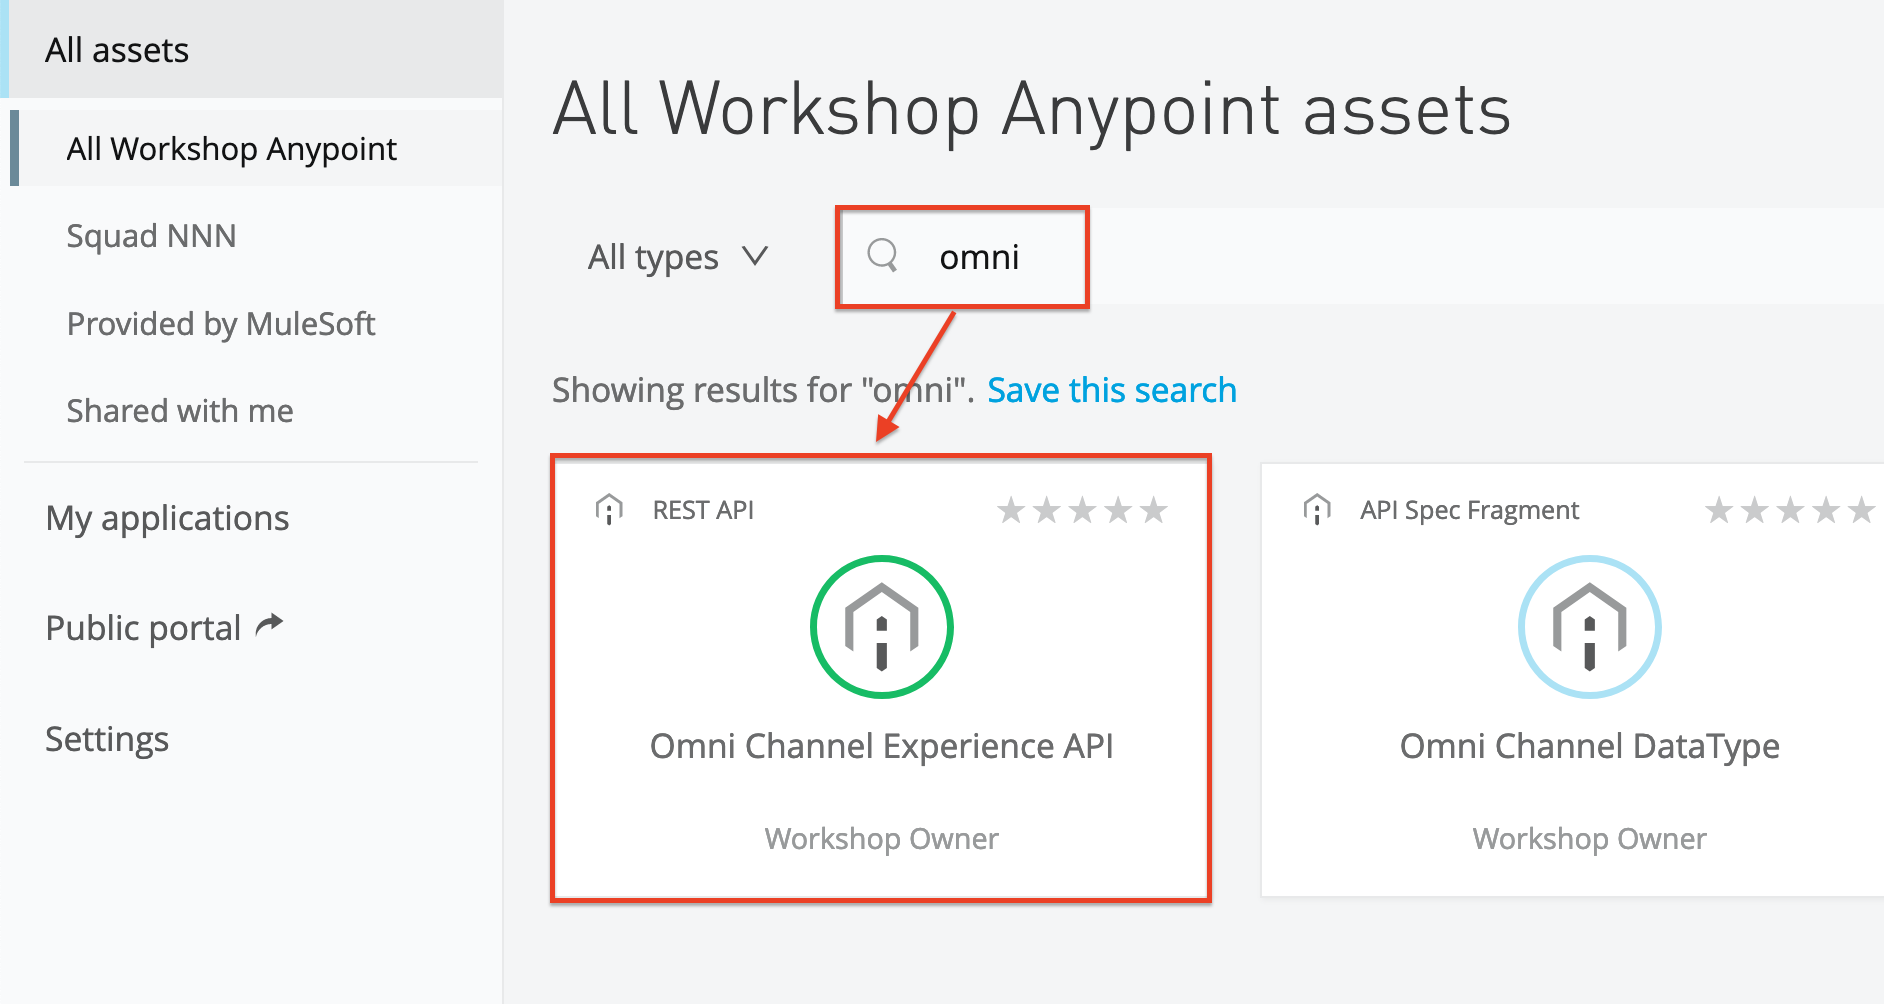 All assets
All Workshop Anypoint
Squad NNN
Provided by MuleSoft
Shared with me
My applications
Public portal
Settings
All Workshop Anypoint assets
All types
omni
Showing results for "omni". Save this search
REST API
Omni Channel Experience API
Workshop Owner
API Spec Fragment
Omni Channel DataType
Workshop Owner